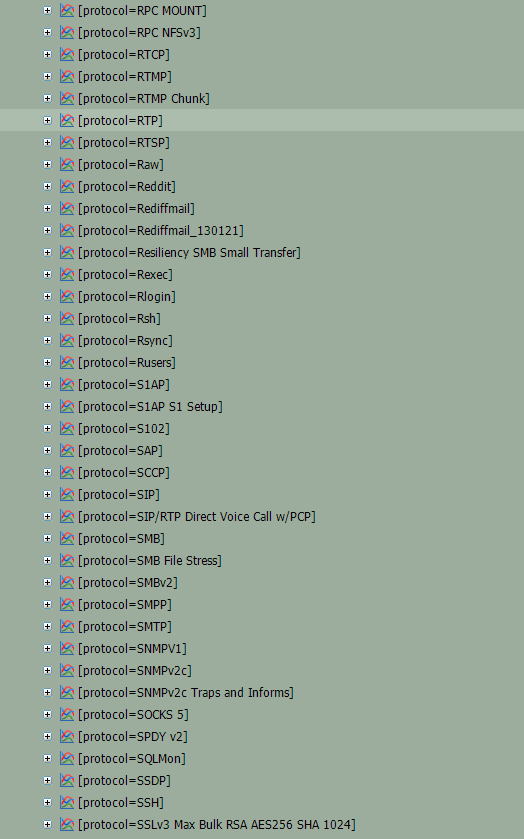 [protocol=RPC MOUNT]
[protocol=RPC NFSv3]
[protocol=RTCP]
[protocol=RTMP]
[protocol=RTMP Chunk]
[protocol=RTP]
[protocol=RTSP]
[protocol=Raw]
[protocol=Reddit]
[protocol=Rediffmail]
[protocol=Rediffmail_130121]
[protocol=Resiliency SMB Small Transfer]
[protocol=Rexec]
[protocol=Rlogin]
[protocol=Rsh]
[protocol=Rsync]
[protocol=Rusers]
[protocol=S1AP]
[protocol=S1AP S1 Setup]
[protocol=S102]
[protocol=SAP]
[protocol=SCCP]
[protocol=SIP]
[protocol=SIP/RTP Direct Voice Call w/PCP]
[protocol=SMB]
[protocol=SMB File Stress]
[protocol=SMBv2]
[protocol=SMPP]
[protocol=SMTP]
[protocol=SNMPV1]
[protocol=SNMPv2c]
[protocol=SNMPv2c Traps and Informs]
[protocol=SOCKS 5]
[protocol=SPDY v2]
[protocol=SQLMon]
[protocol=SSDP]
[protocol=SSH]
[protocol=SSLv3 Max Bulk RSA AES256 SHA 1024]